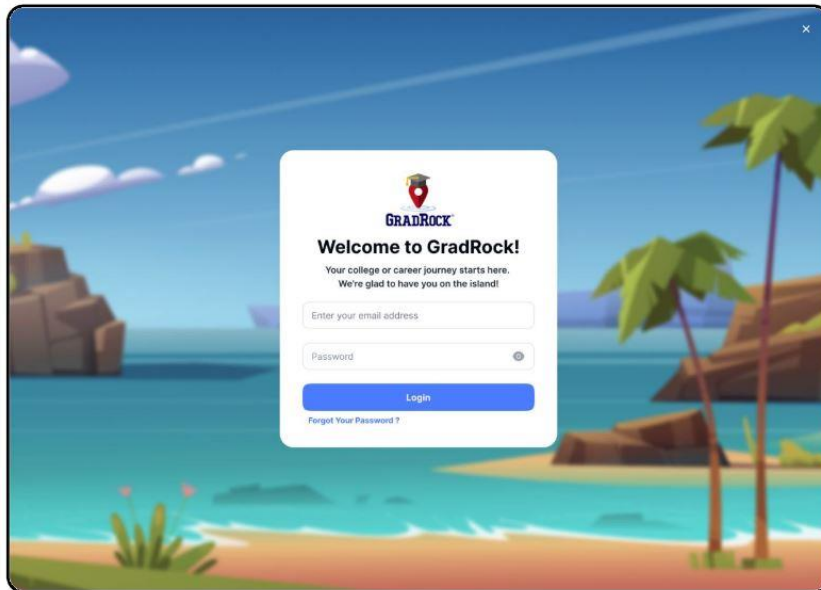 GRADROCK
Welcome to GradRock!
Your college or career journey starts here.
We're glad to have you on the island!
Enter your email address
Password
Login
Forgot Your Password ?